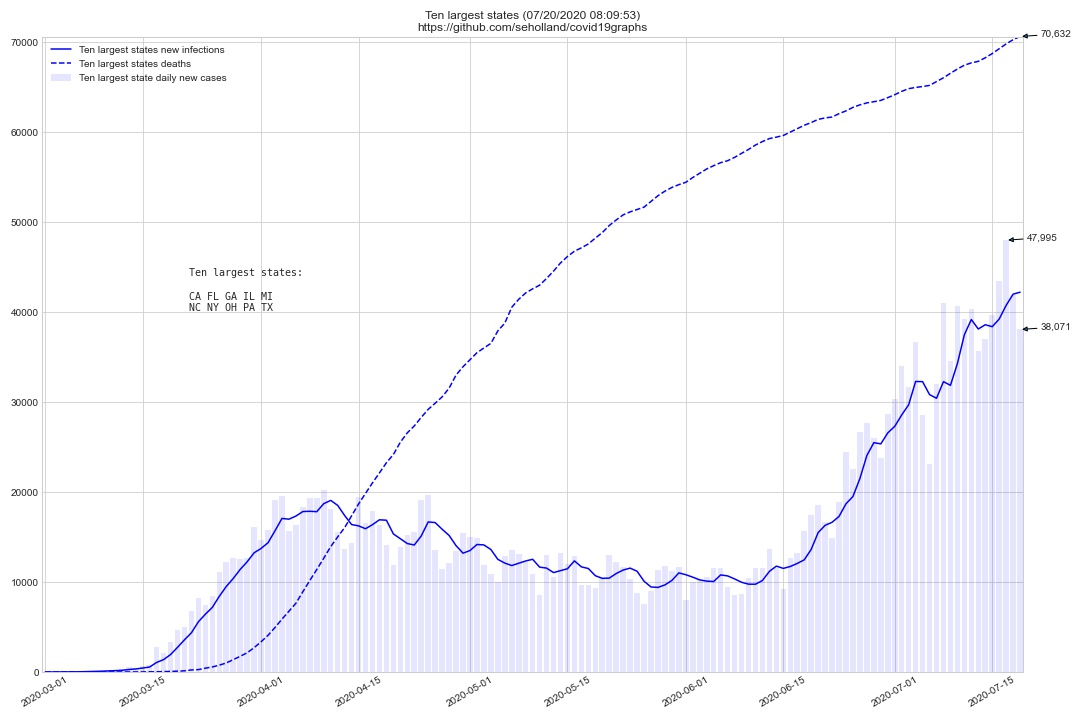 Ten largest states (07/20/2020 08:09:53)
https://github.com/seholland/covid19graphs
70,632
70000
Ten largest states new infections
Ten largest states deaths
Ten largest state daily new cases
60000
50000
47,995
Ten largest states:
CA FL GA IL MI
NC NY OH PA TX
40000
38,071
30000
20000
10000
0
2020-03-01
2020-03-15
2020-04-01
2020-04-15
2020-05-01
2020-05-15
2020-06-01
2020-06-15
2020-07-01
2020-07-15